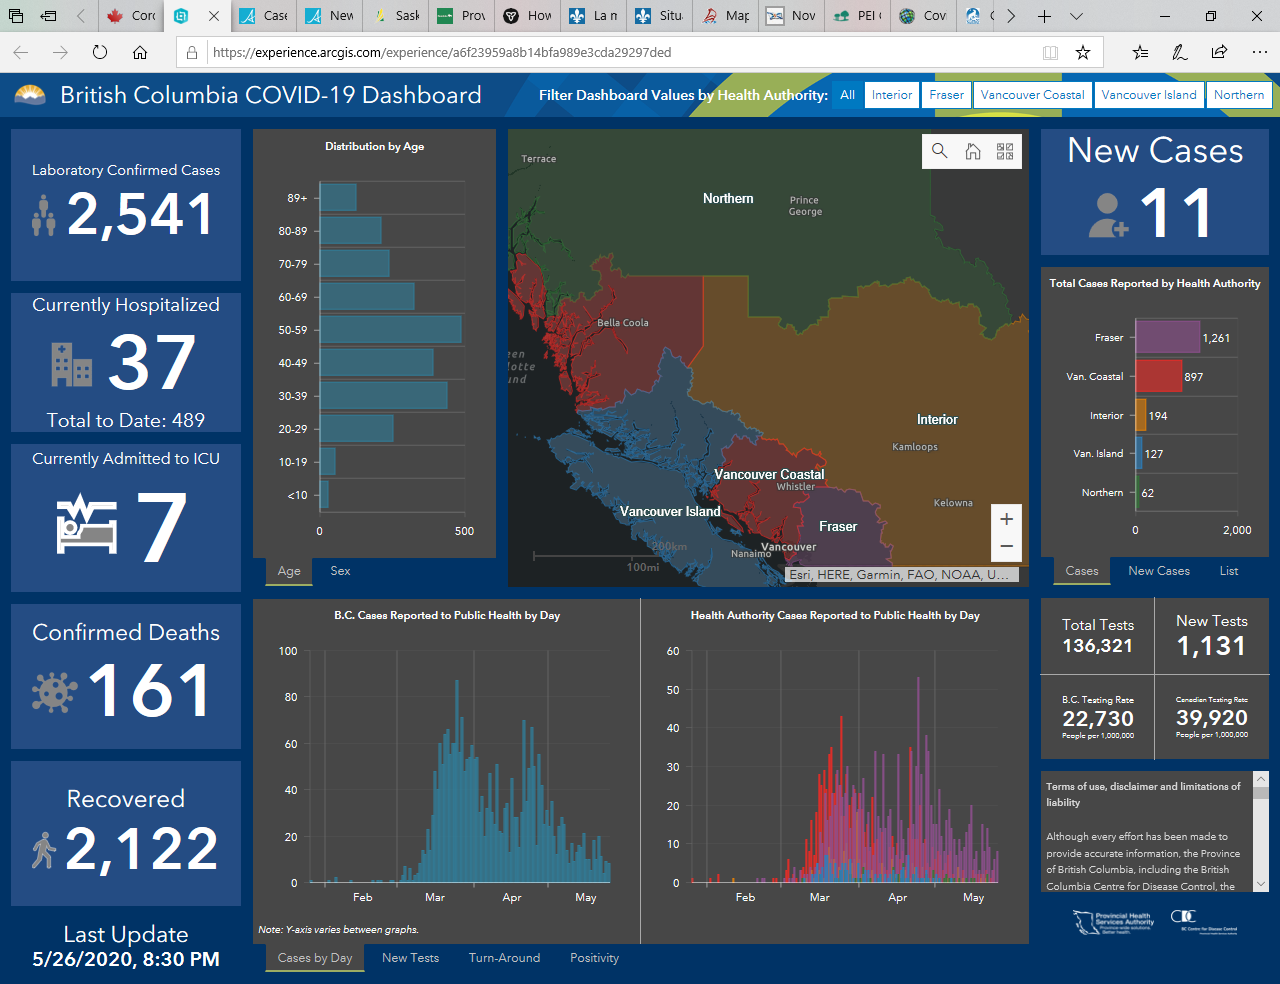 Corc
Case
New
Sask
Prov
How
La m
Situa
Map
Nov
PEI C
Covi
C
https://experience.arcgis.com/experience/a6f23959a8b14bfa989e3cda29297ded
British Columbia COVID-19 Dashboard
Filter Dashboard Values by Health Authority: All Interior Fraser Vancouver Coastal Vancouver Island Northern
Laboratory Confirmed Cases
2,541
Currently Hospitalized
37
Total to Date: 489
Currently Admitted to ICU
7
Confirmed Deaths
161
Recovered
2,122
Last Update
5/26/2020, 8:30 PM
Distribution by Age
89+
80-89
70-79
60-69
50-59
40-49
30-39
20-29
10-19
<10
0 500
Age Sex
Terrace
Northern
Prince
George
Bella Coola
een
lotte
und
Interior
Kamloops
Vancouver Coastal
Whistler
Kelowna
Vancouver Island
Fraser
200km
Nanaimo
Vancouver
100mi
+
−
Esri, HERE, Garmin, FAO, NOAA, U...
New Cases
11
Total Cases Reported by Health Authority
Fraser 1,261
Van. Coastal 897
Interior 194
Van. Island 127
Northern 62
0 2,000
Cases New Cases List
B.C. Cases Reported to Public Health by Day
100
80
60
40
20
0
Feb Mar Apr May
Note: Y-axis varies between graphs.
Health Authority Cases Reported to Public Health by Day
60
50
40
30
20
10
0
Feb Mar Apr May
Cases by Day New Tests Turn-Around Positivity
Total Tests
136,321
New Tests
1,131
B.C. Testing Rate
22,730
People per 1,000,000
Canadian Testing Rate
39,920
People per 1,000,000
Terms of use, disclaimer and limitations of
liability
Although every effort has been made to
provide accurate information, the Province
of British Columbia, including the British
Columbia Centre for Disease Control, the
Provincial Health
Services Authority
Province-wide solutions.
Better health.
BC Centre for Disease Control